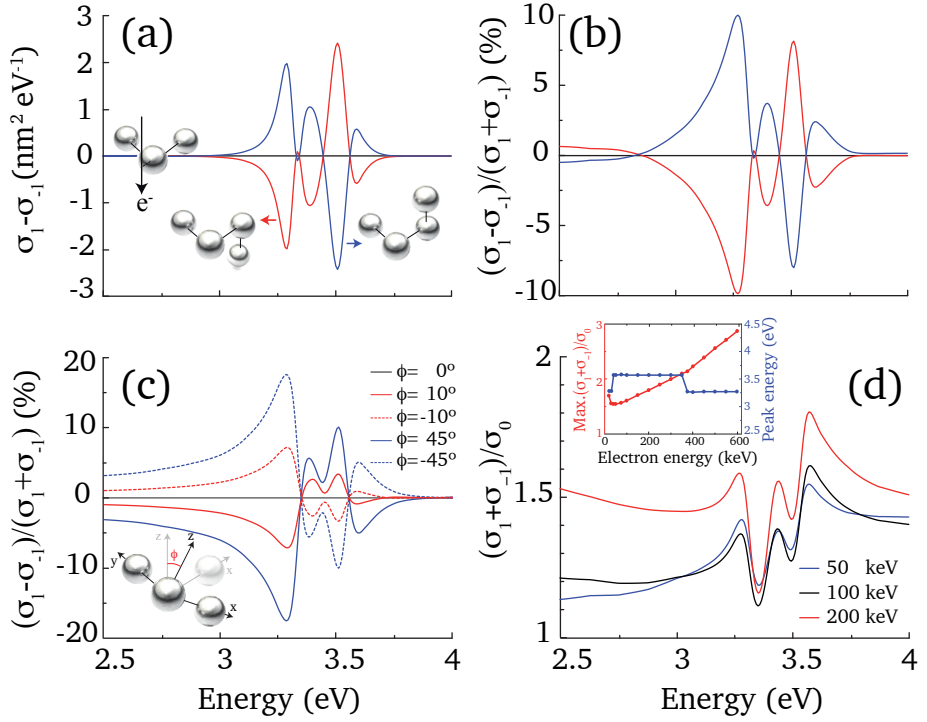 (a)
σ₁-σ₋₁(nm² eV⁻¹)
3
2
1
0
-1
-2
-3
e⁻
(b)
(σ₁-σ₋₁)/(σ₁+σ₋₁) (%)
10
5
0
-5
-10
(c)
(σ₁-σ₋₁)/(σ₁+σ₋₁) (%)
20
10
0
-10
-20
ϕ= 0º
ϕ= 10º
ϕ=-10º
ϕ= 45º
ϕ=-45º
z
ϕ
z
y
x
x
2.5
3
3.5
4
Energy (eV)
(d)
(σ₁+σ₋₁)/σ₀
2
1.5
1
Max.(σ₁+σ₋₁)/σ₀
3
2
1
Peak energy (eV)
4.5
3.5
3.0
2.5
0
200
400
600
Electron energy (keV)
50 keV
100 keV
200 keV
2.5
3
3.5
4
Energy (eV)